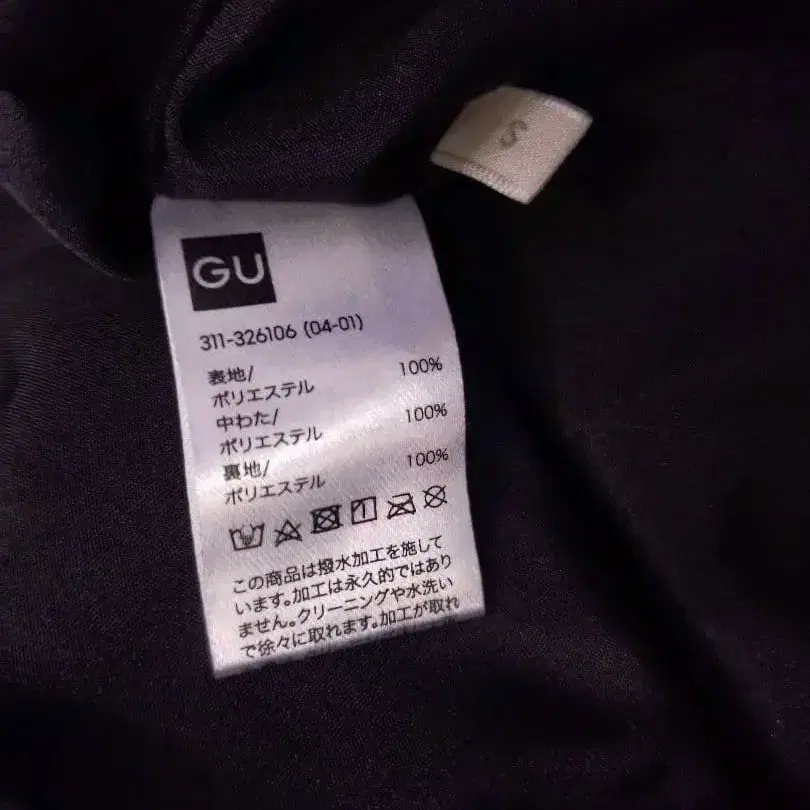 S
GU
311-326106 (04-01)
表地/
ポリエステル 100%
中わた/
ポリエステル 100%
裏地/
ポリエステル 100%
この商品は撥水加工を施して
います。加工は永久的ではあり
ません。クリーニングや水洗い
で徐々に取れます。加工が取れ